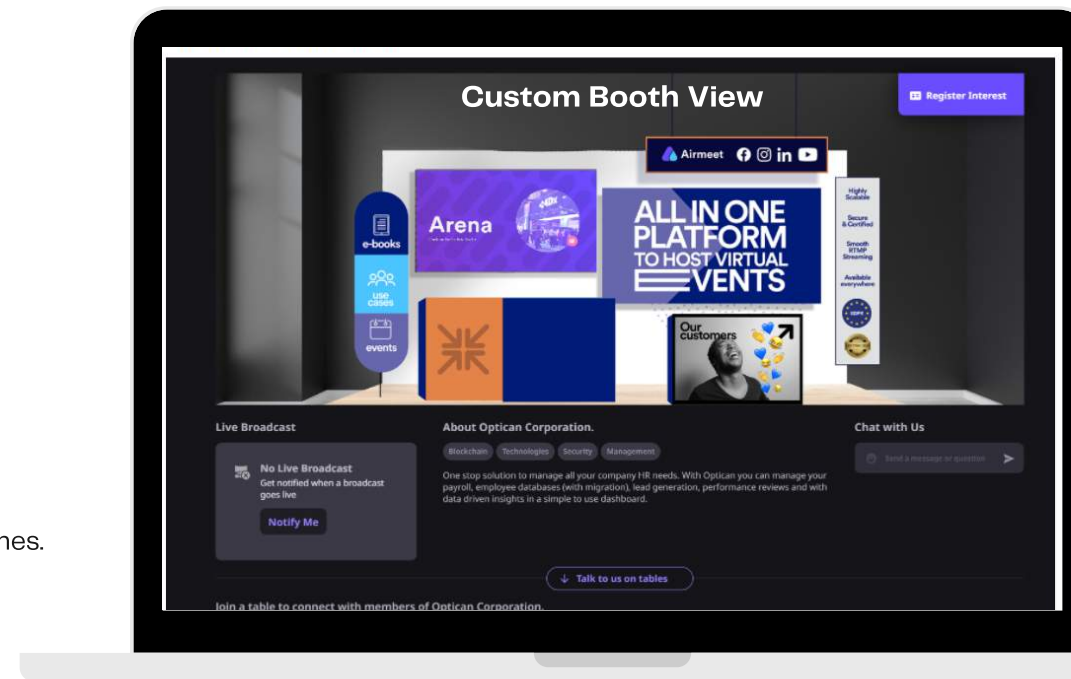 Custom Booth View
Register Interest
Airmeet
in
Highly
Scalable
Secure
& Certified
Smooth
RTMP
Streaming
Available
everywhere
e-books
use
cases
events
Arena
ALL IN ONE
PLATFORM
TO HOST VIRTUAL
EVENTS
Our
customers
Live Broadcast
No Live Broadcast
Get notified when a broadcast
goes live
Notify Me
About Optican Corporation.
Blockchain Technologies Security Management
One stop solution to manage all your company HR needs. With Optican you can manage your
payroll, employee databases (with migration), lead generation, performance reviews and with
data driven insights in a simple to use dashboard.
Chat with Us
Send a message or question
nes.
Talk to us on tables
Join a table to connect with members of Optican Corporation.